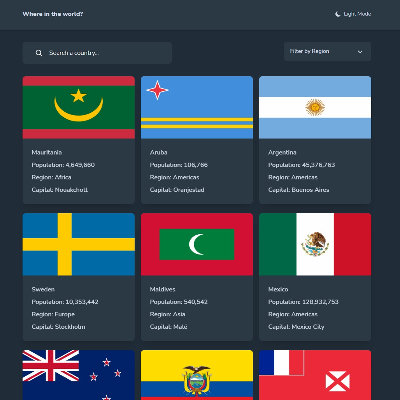 Where in the world?
Light Mode
Search a country...
Filter by Region
Mauritania
Population: 4,649,660
Region: Africa
Capital: Nouakchott
Aruba
Population: 106,766
Region: Americas
Capital: Oranjestad
Argentina
Population: 45,376,763
Region: Americas
Capital: Buenos Aires
Sweden
Population: 10,353,442
Region: Europe
Capital: Stockholm
Maldives
Population: 540,542
Region: Asia
Capital: Malé
Mexico
Population: 128,932,753
Region: Americas
Capital: Mexico City